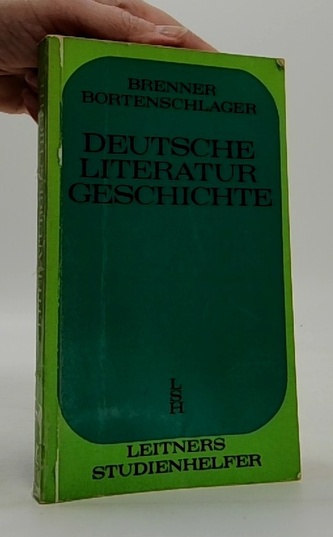 BRENNER
BORTENSCHLAGER
DEUTSCHE
LITERATUR
GESCHICHTE
L
S
H
LEITNERS
STUDIENHELFER